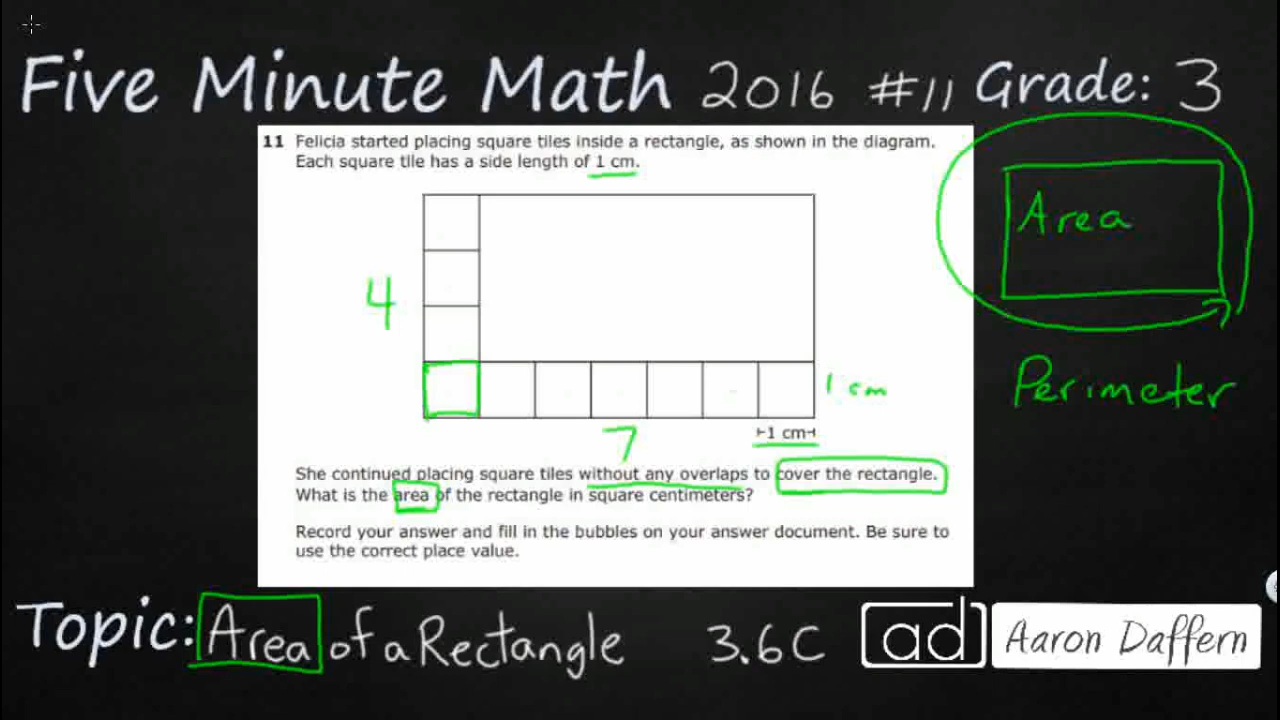 Five Minute Math 2016 #11 Grade: 3
11 Felicia started placing square tiles inside a rectangle, as shown in the diagram.
Each square tile has a side length of 1 cm.
Area
4
1 cm
Perimeter
7
1 cm
She continued placing square tiles without any overlaps to cover the rectangle.
What is the area of the rectangle in square centimeters?
Record your answer and fill in the bubbles on your answer document. Be sure to
use the correct place value.
Topic: Area of a Rectangle 3.6C ad Aaron Daffern